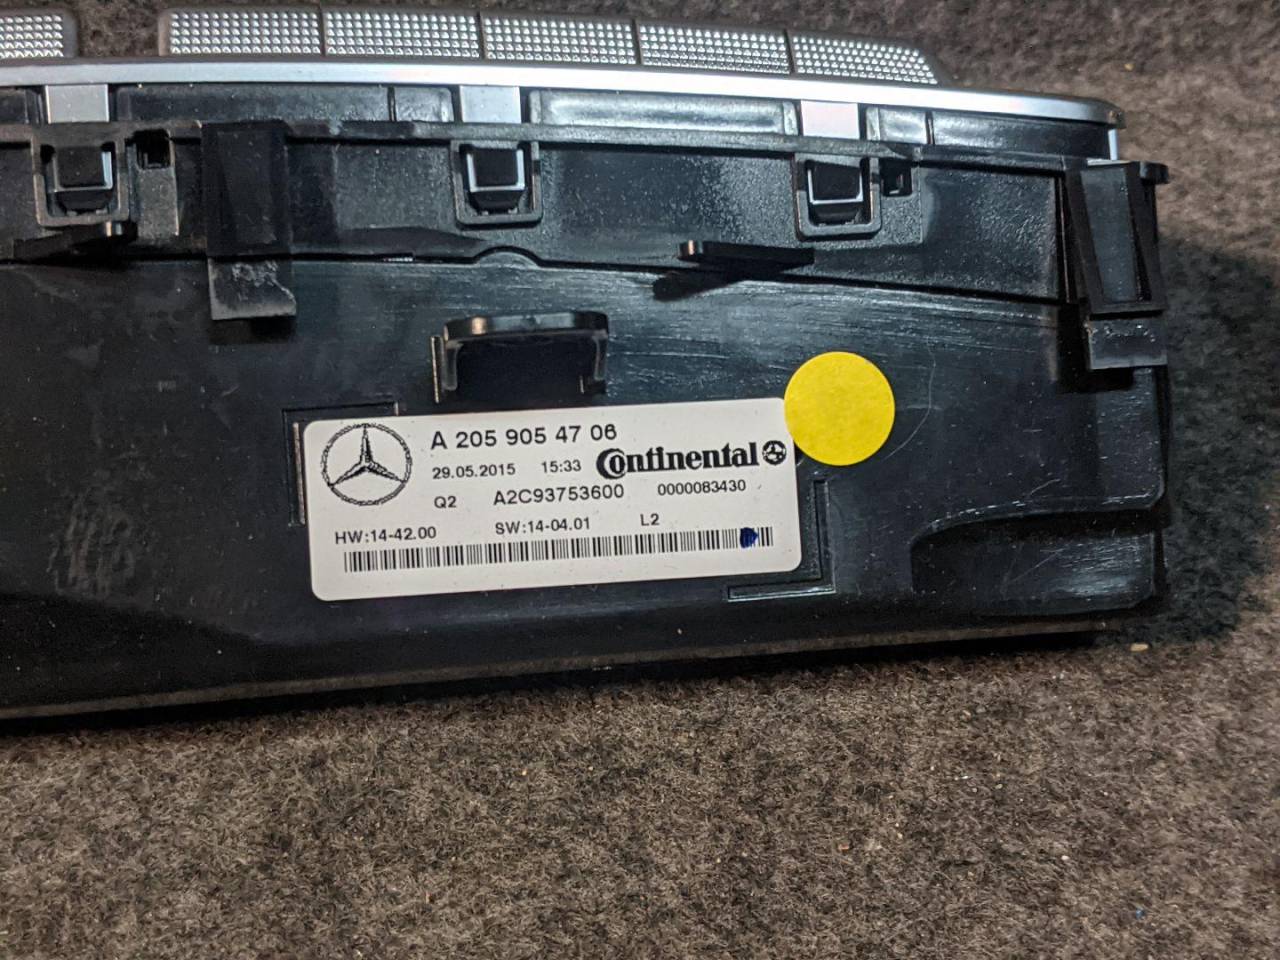 A 205 905 47 06
29.05.2015 15:33 Continental
Q2 A2C93753600 0000083430
HW:14-42.00 SW:14-04.01 L2